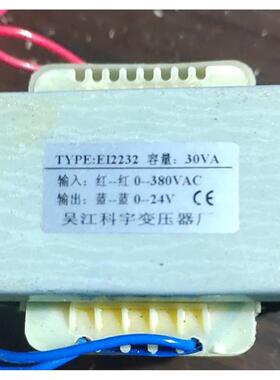 TYPE:EI2232 容量: 30VA
输入: 红--红 0--380VAC
输出: 蓝--蓝 0--24V CE
吴江科宇变压器厂